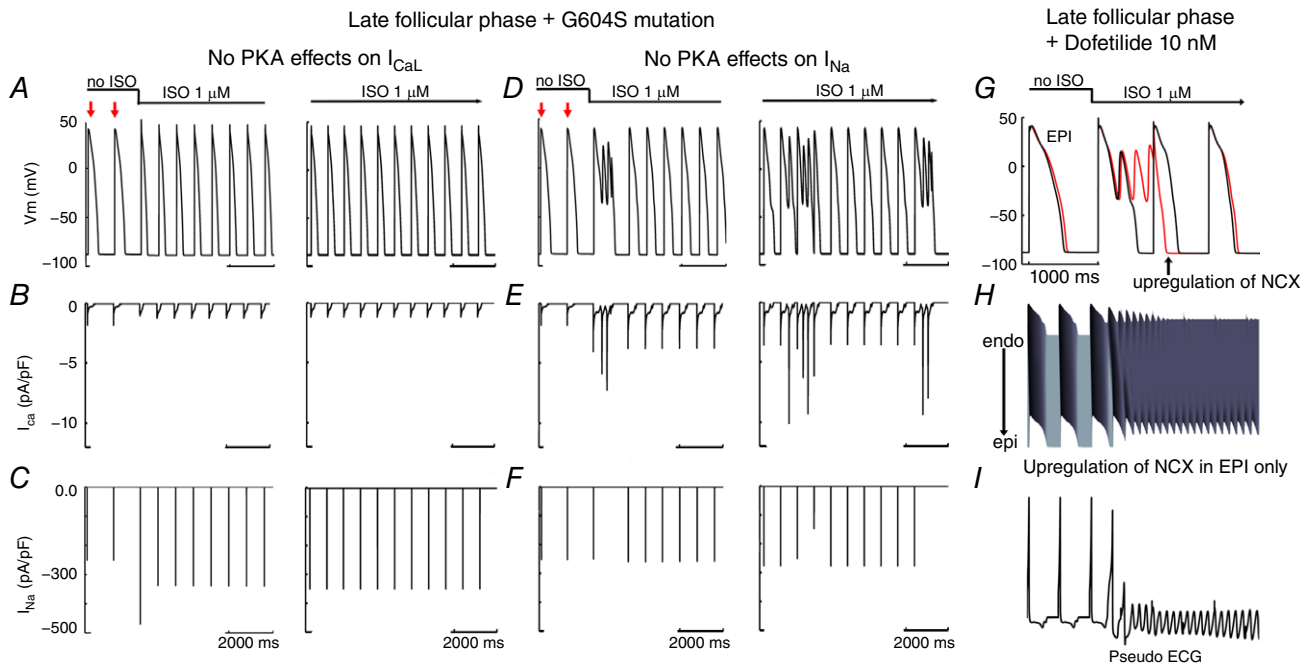 Late follicular phase + G604S mutation
Late follicular phase
+ Dofetilide 10 nM
No PKA effects on I_CaL
No PKA effects on I_Na
A
no ISO
ISO 1 μM
ISO 1 μM
D
no ISO
ISO 1 μM
ISO 1 μM
G
no ISO
ISO 1 μM
50
0
−50
−100
Vm (mV)
50
0
−50
−100
EPI
1000 ms
upregulation of NCX
B
0
−5
−10
I_ca (pA/pF)
E
H
endo
epi
C
0.0
−300
−500
I_Na (pA/pF)
2000 ms
2000 ms
F
2000 ms
2000 ms
Upregulation of NCX in EPI only
I
Pseudo ECG